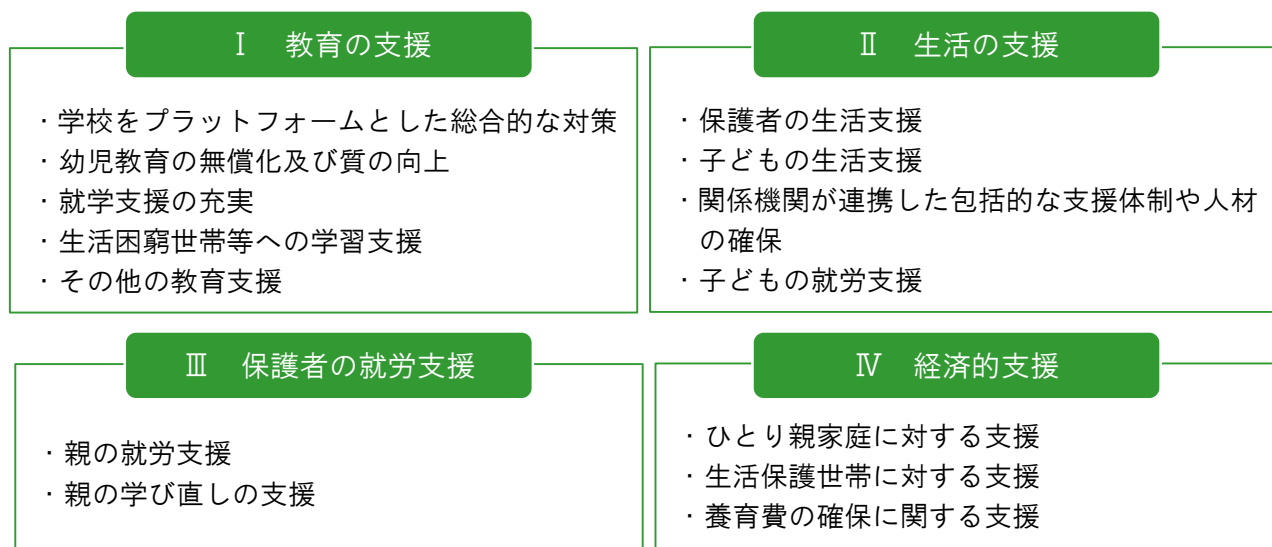 Ⅰ　教育の支援
・学校をプラットフォームとした総合的な対策
・幼児教育の無償化及び質の向上
・就学支援の充実
・生活困窮世帯等への学習支援
・その他の教育支援
Ⅱ　生活の支援
・保護者の生活支援
・子どもの生活支援
・関係機関が連携した包括的な支援体制や人材
の確保
・子どもの就労支援
Ⅲ　保護者の就労支援
・親の就労支援
・親の学び直しの支援
Ⅳ　経済的支援
・ひとり親家庭に対する支援
・生活保護世帯に対する支援
・養育費の確保に関する支援